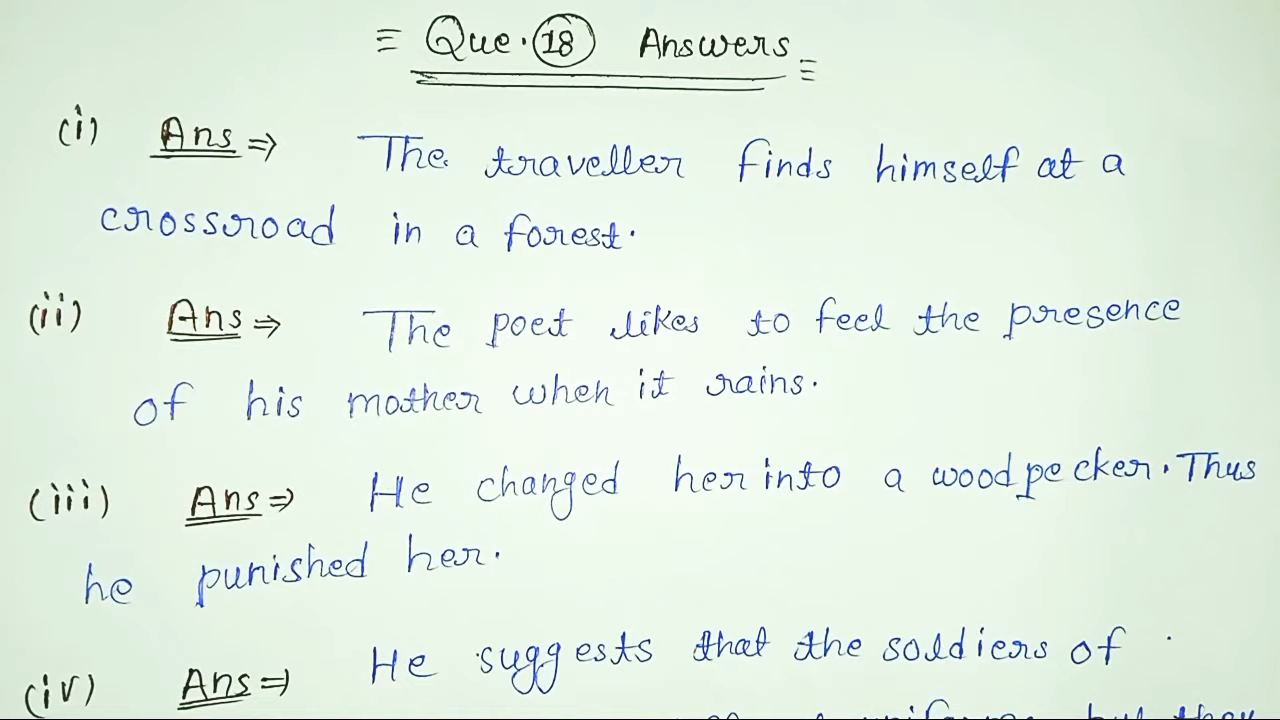 ≡ Que. 18 Answers ≡
(i) Ans ⇒ The traveller finds himself at a
crossroad in a forest.
(ii) Ans ⇒ The poet likes to feel the presence
of his mother when it rains.
(iii) Ans ⇒ He changed her into a woodpecker. Thus
he punished her.
(iv) Ans ⇒ He suggests that the soldiers of
but they